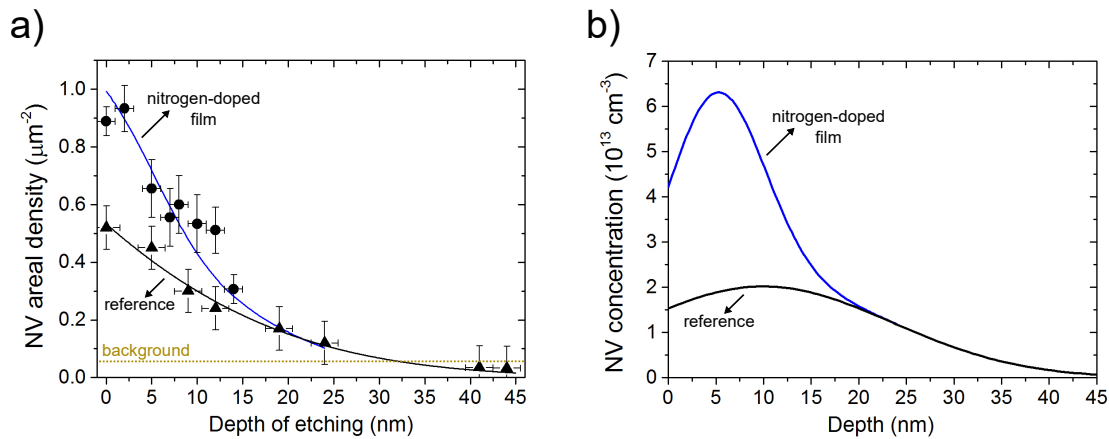 a)
NV areal density (μm⁻²)
1.0
0.8
0.6
0.4
0.2
0.0
nitrogen-doped
film
reference
background
0 5 10 15 20 25 30 35 40 45
Depth of etching (nm)
b)
NV concentration (10¹³ cm⁻³)
7
6
5
4
3
2
1
0
nitrogen-doped
film
reference
0 5 10 15 20 25 30 35 40 45
Depth (nm)